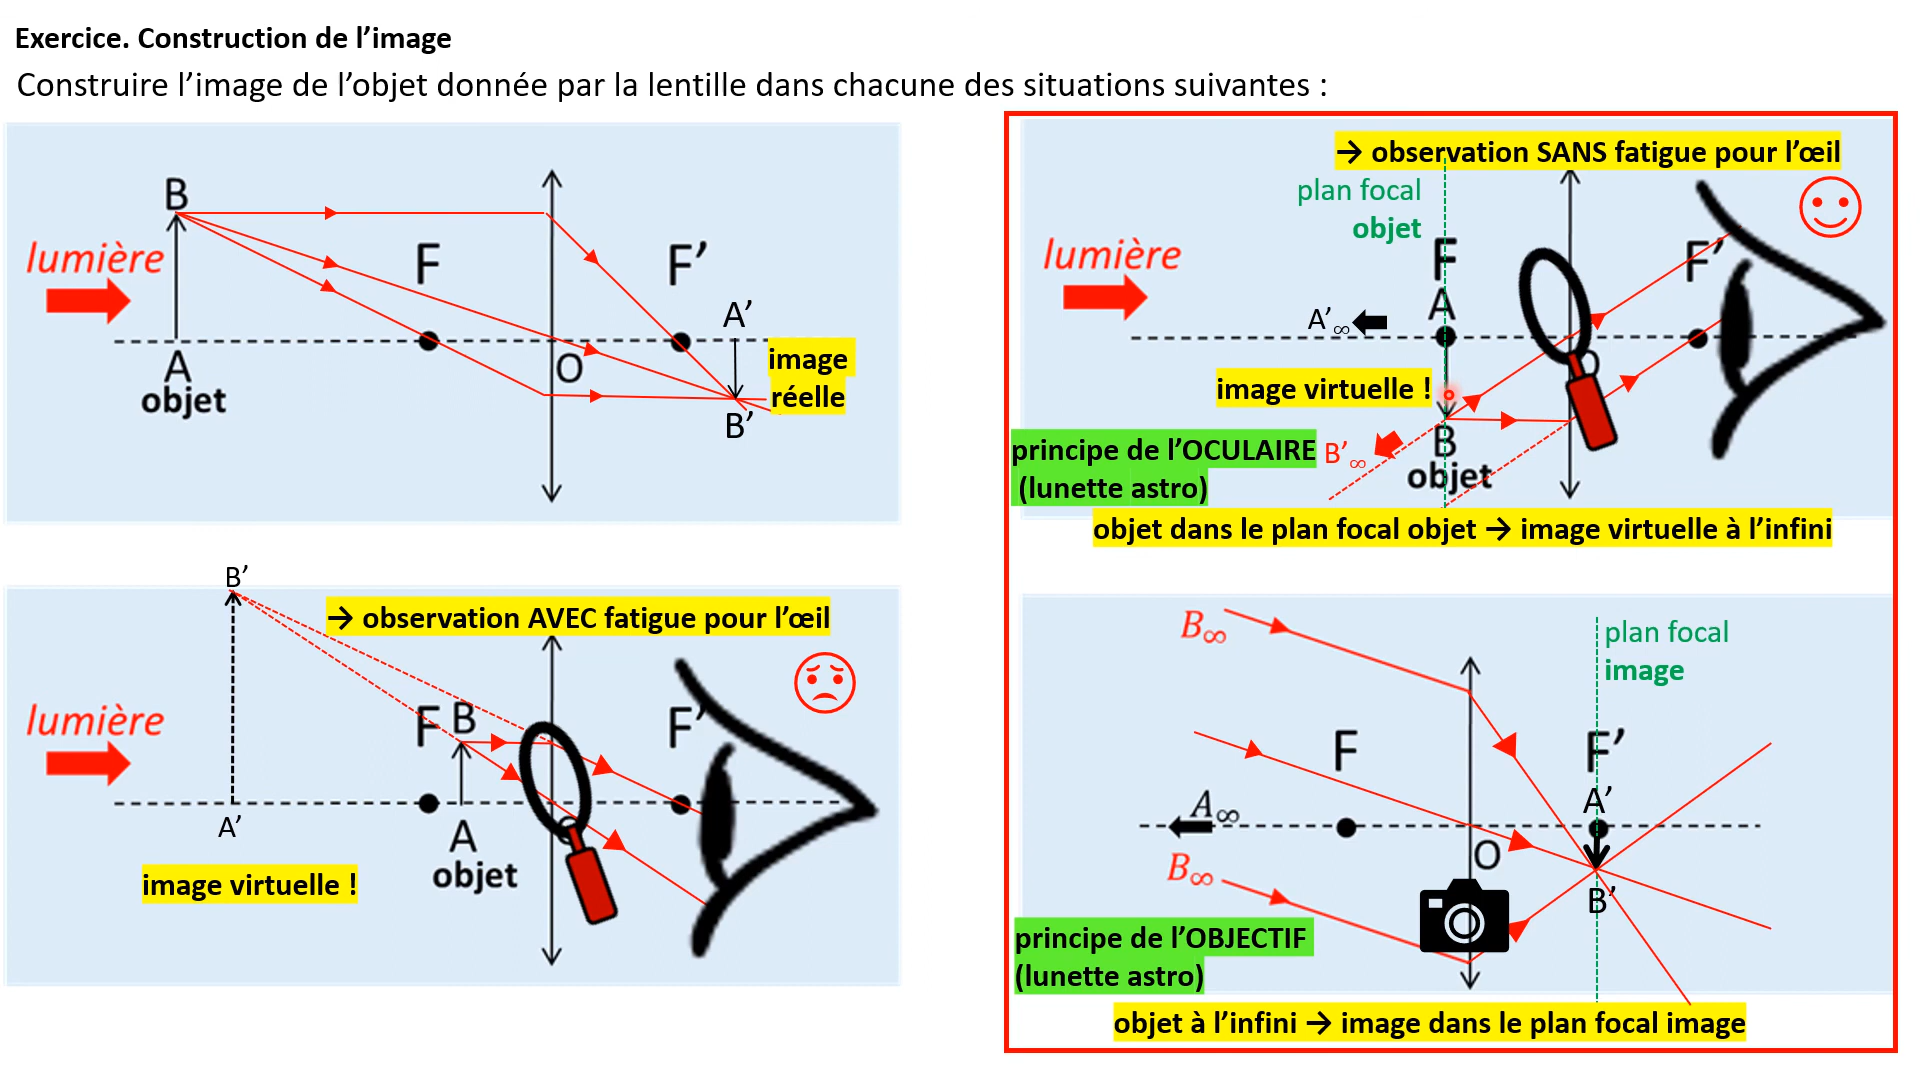 Exercice. Construction de l’image
Construire l’image de l’objet donnée par la lentille dans chacune des situations suivantes :
B
lumière
F
F’
A’
A
objet
O
image
réelle
B’
→ observation SANS fatigue pour l’œil
plan focal
objet
lumière
F
F’
A
A’∞
image virtuelle !
principe de l’OCULAIRE
(lunette astro)
B’∞
B
objet
objet dans le plan focal objet → image virtuelle à l’infini
B’
→ observation AVEC fatigue pour l’œil
lumière
F
B
F’
A’
A
objet
image virtuelle !
B∞
plan focal
image
F
F’
A∞
A’
O
B∞
B’
principe de l’OBJECTIF
(lunette astro)
objet à l’infini → image dans le plan focal image